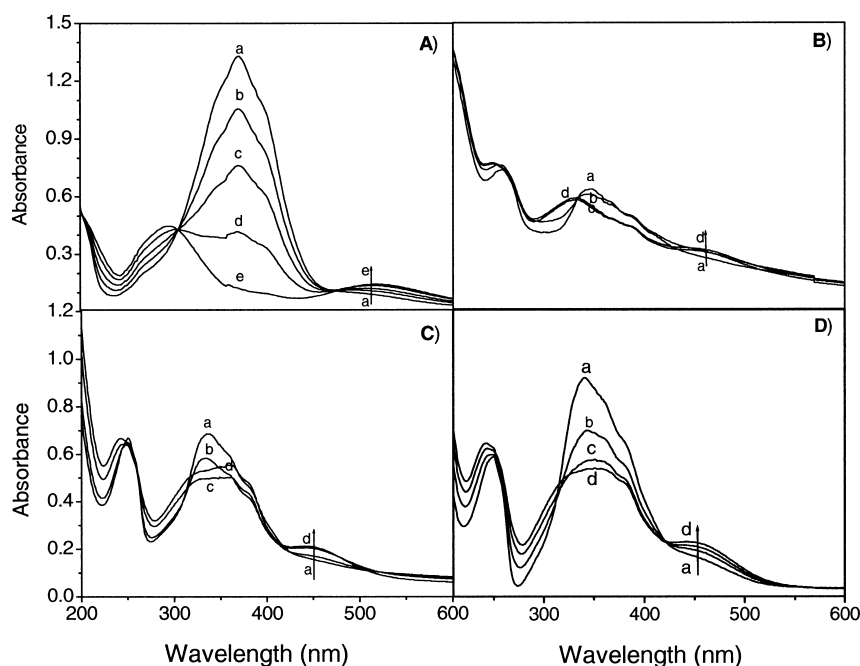 A)
B)
1.5
1.2
0.9
0.6
0.3
Absorbance
a
b
c
d
e
e
a
a
b
c
d
d
a
C)
D)
1.2
1.0
0.8
0.6
0.4
0.2
0.0
Absorbance
a
b
d
c
d
a
a
b
c
d
d
a
200
300
400
500
600
300
400
500
600
Wavelength (nm)
Wavelength (nm)